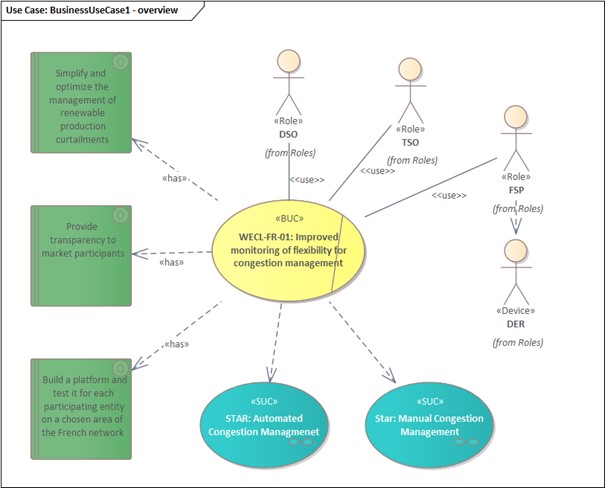 Use Case: BusinessUseCase1 - overview
Simplify and
optimize the
management of
renewable
production
curtailments
«Role»
DSO
(from Roles)
«Role»
TSO
(from Roles)
«Role»
FSP
(from Roles)
«has»
<<use>>
<<use>>
<<use>>
Provide
transparency to
market participants
«has»
«BUC»
WECL-FR-01: Improved
monitoring of flexibility for
congestion management
«Device»
DER
(from Roles)
«has»
Build a platform and
test it for each
participating entity
on a chosen area of
the French network
«SUC»
STAR: Automated
Congestion Managmenet
«SUC»
Star: Manual Congestion
Management